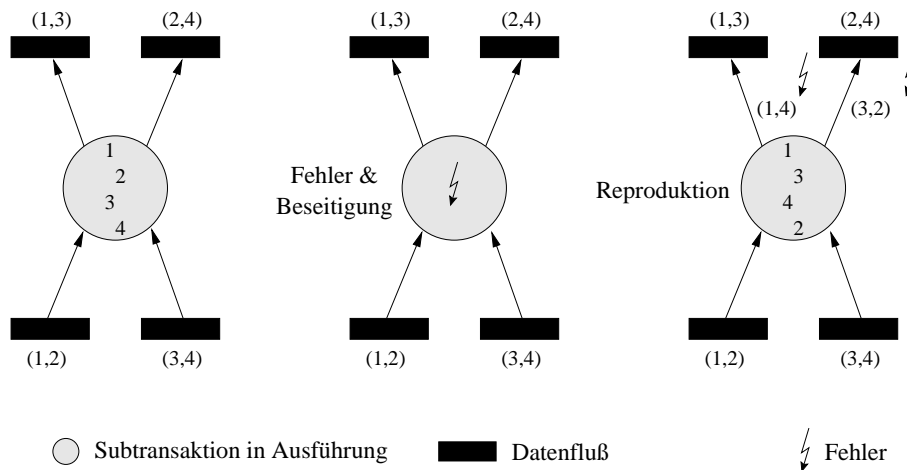 (1,3) (2,4) (1,3) (2,4) (1,3) (2,4)
(1,4) (3,2)
1 1
Fehler & 2 3
Beseitigung Reproduktion
3 4
4 2
(1,2) (3,4) (1,2) (3,4) (1,2) (3,4)
Subtransaktion in Ausführung Datenfluß Fehler